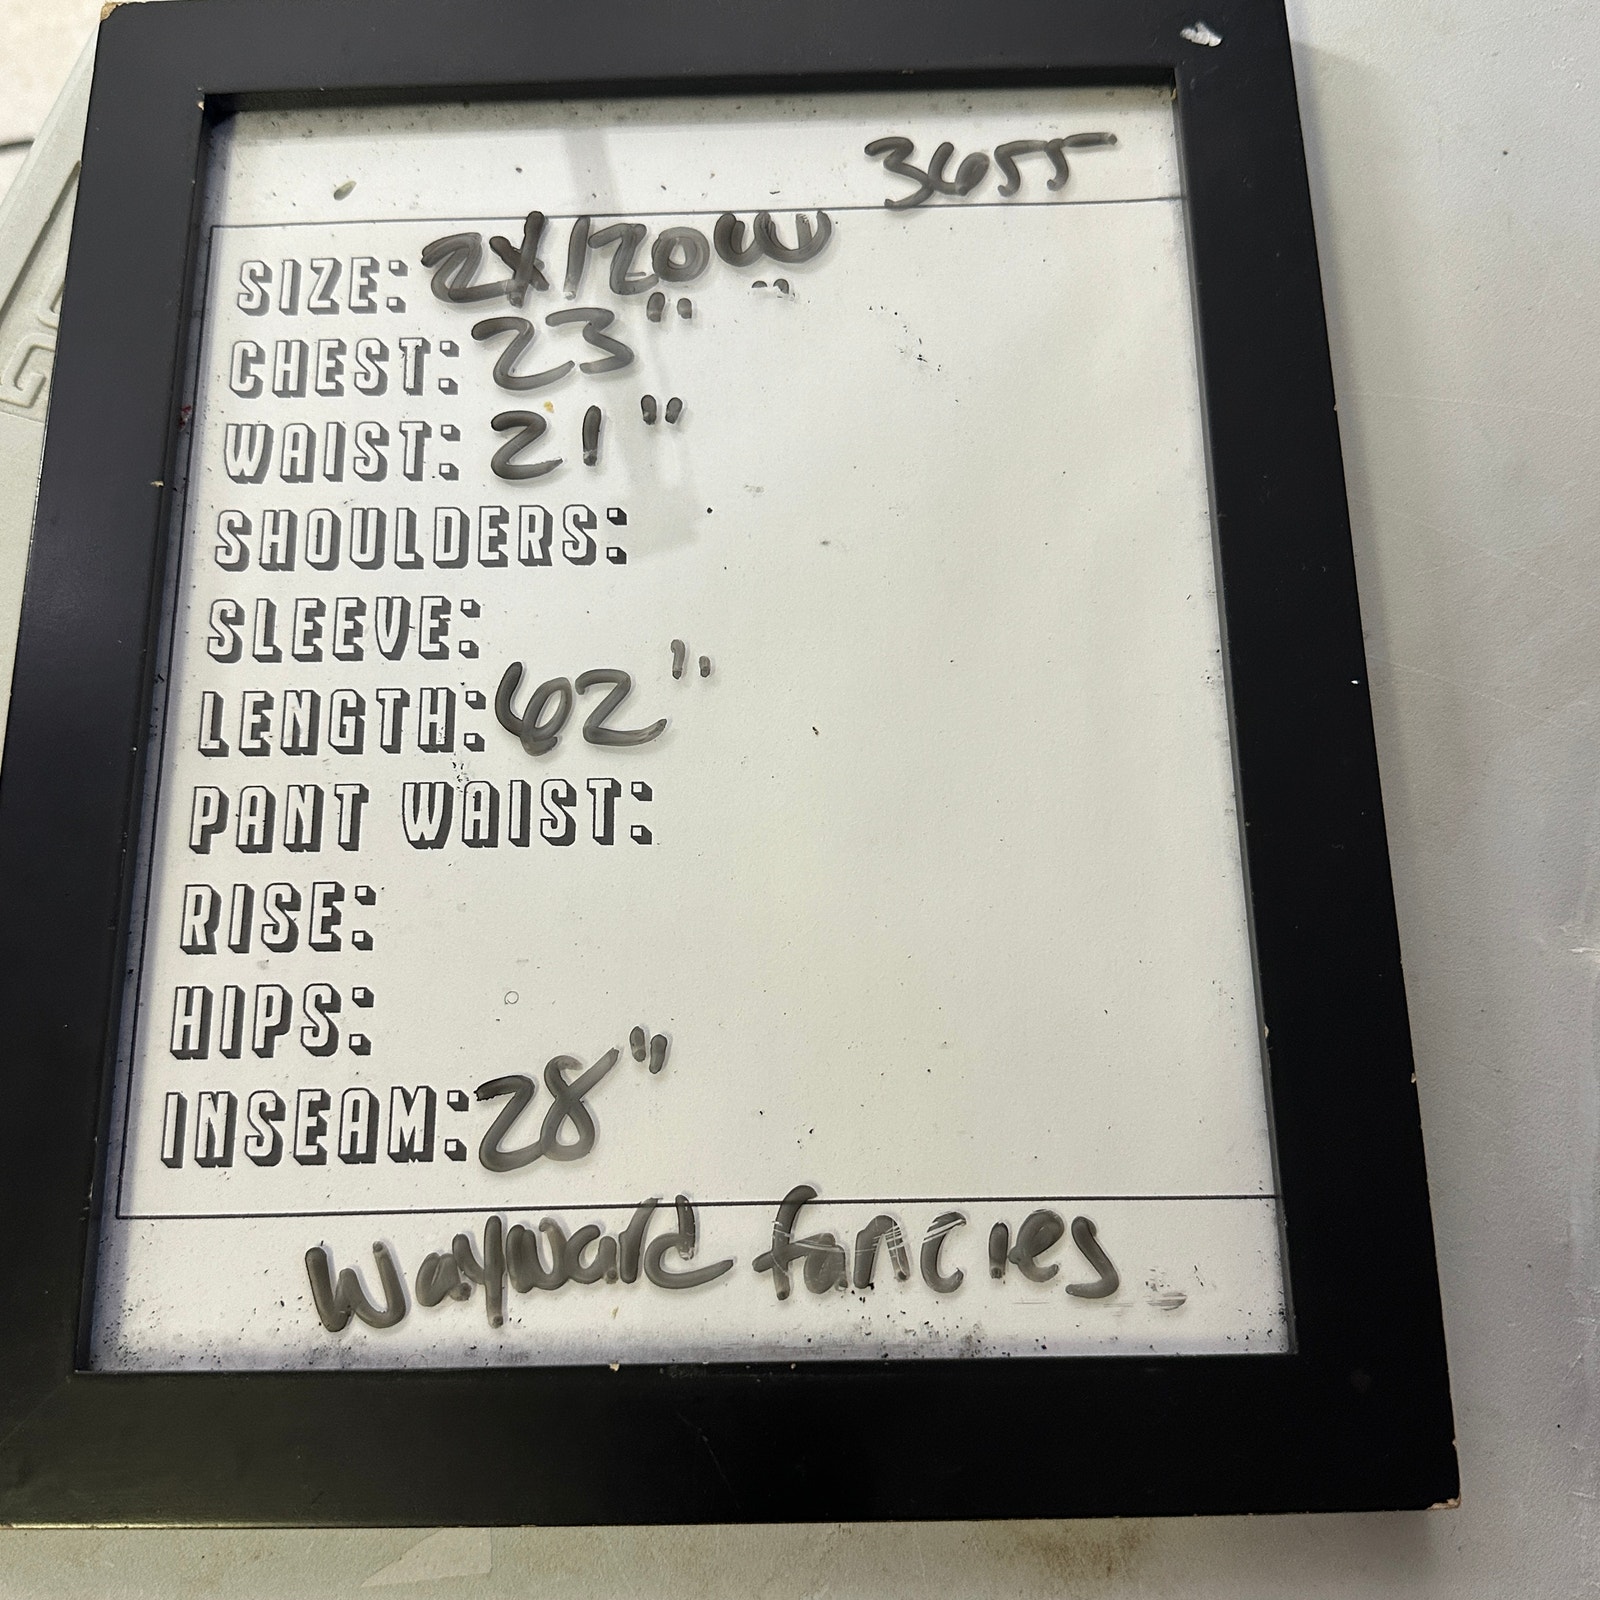 3655
SIZE: 2X/20W
CHEST: 23"
WAIST: 21"
SHOULDERS:
SLEEVE:
LENGTH: 62"
PANT WAIST:
RISE:
HIPS:
INSEAM: 28"
Wayward fancies